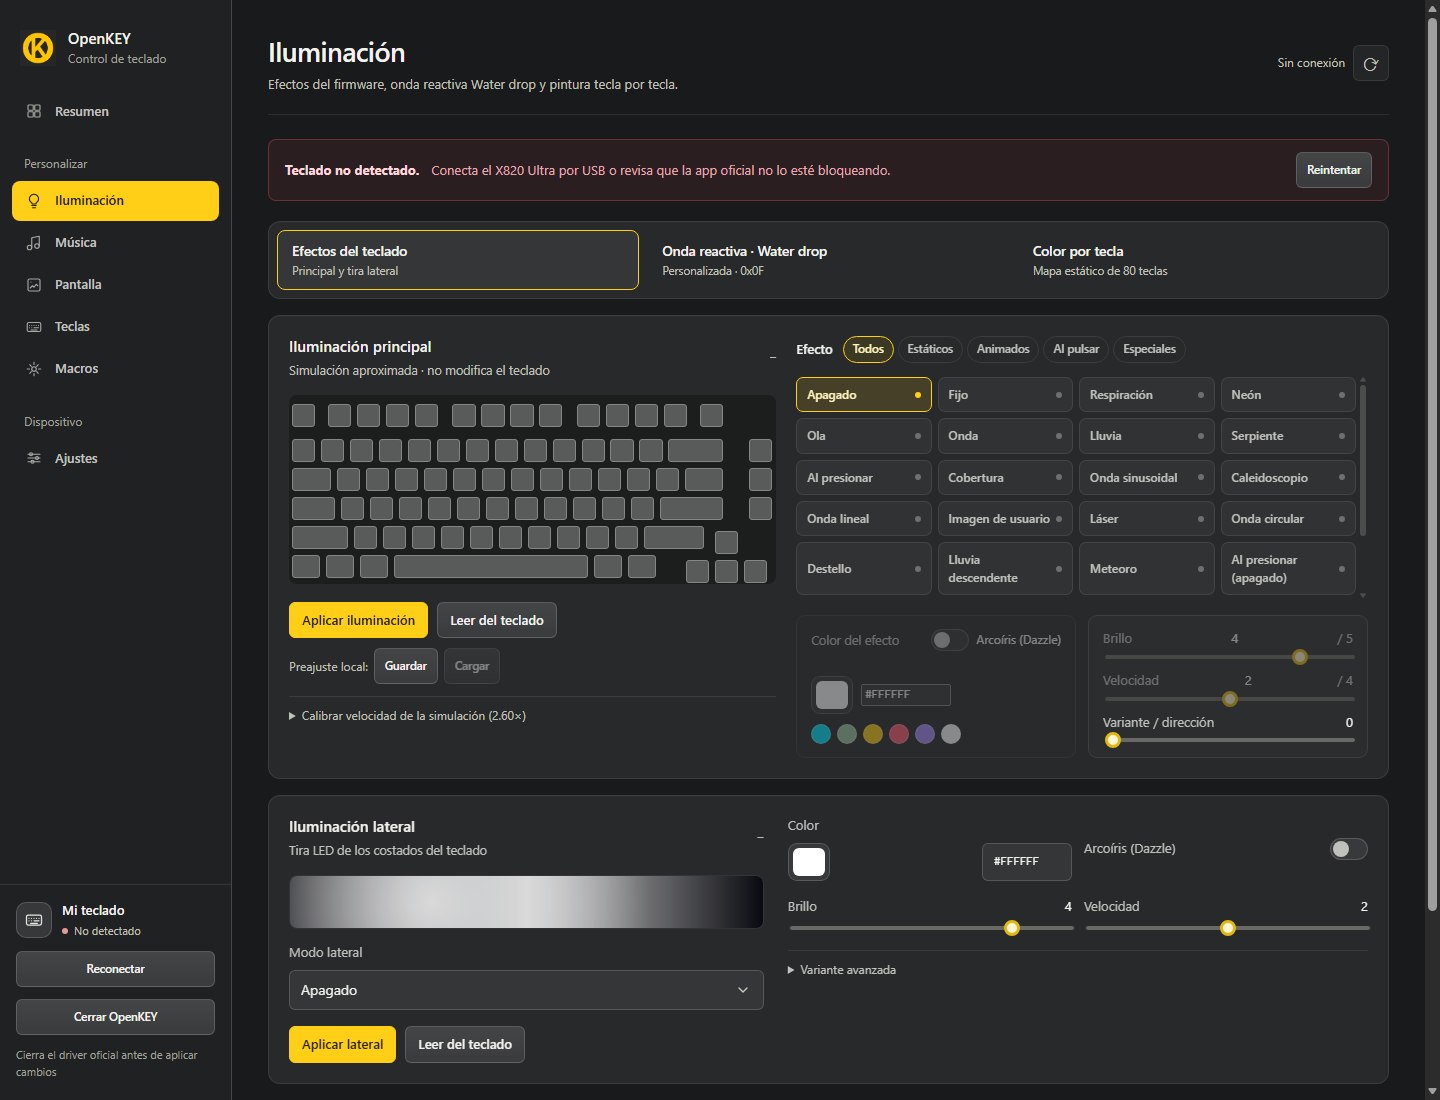 OpenKEY
Control de teclado
Resumen
Personalizar
Iluminación
Música
Pantalla
Teclas
Macros
Dispositivo
Ajustes
Mi teclado
No detectado
Reconectar
Cerrar OpenKEY
Cierra el driver oficial antes de aplicar
cambios
Iluminación
Efectos del firmware, onda reactiva Water drop y pintura tecla por tecla.
Sin conexión
Teclado no detectado. Conecta el X820 Ultra por USB o revisa que la app oficial no lo esté bloqueando.
Reintentar
Efectos del teclado
Principal y tira lateral
Onda reactiva · Water drop
Personalizada · 0x0F
Color por tecla
Mapa estático de 80 teclas
Iluminación principal
Simulación aproximada · no modifica el teclado
–
Aplicar iluminación
Leer del teclado
Preajuste local:
Guardar
Cargar
Calibrar velocidad de la simulación (2.60×)
Efecto
Todos
Estáticos
Animados
Al pulsar
Especiales
Apagado
Fijo
Respiración
Neón
Ola
Onda
Lluvia
Serpiente
Al presionar
Cobertura
Onda sinusoidal
Caleidoscopio
Onda lineal
Imagen de usuario
Láser
Onda circular
Destello
Lluvia
descendente
Meteoro
Al presionar
(apagado)
Color del efecto
Arcoíris (Dazzle)
#FFFFFF
Brillo
4
/ 5
Velocidad
2
/ 4
Variante / dirección
0
Iluminación lateral
Tira LED de los costados del teclado
–
Modo lateral
Apagado
Aplicar lateral
Leer del teclado
Color
#FFFFFF
Arcoíris (Dazzle)
Brillo
4
Velocidad
2
Variante avanzada